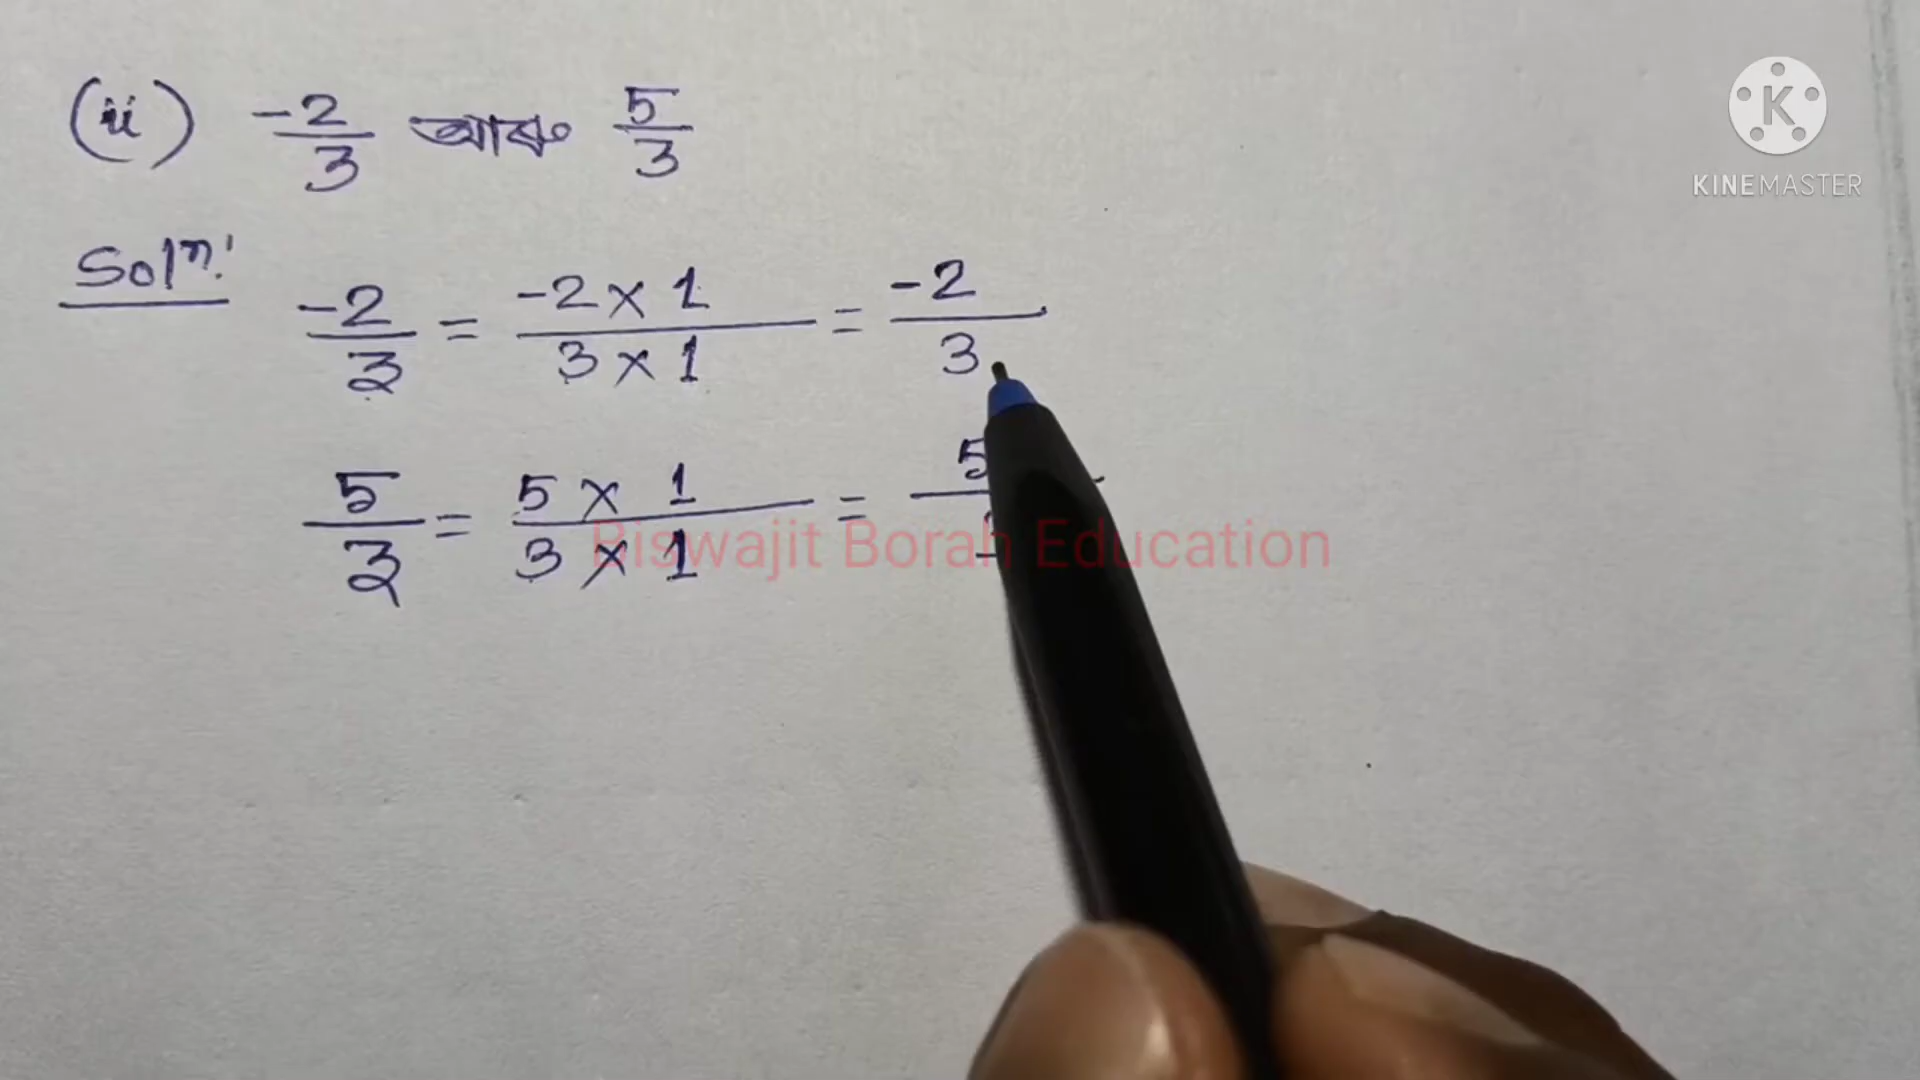 (ii) -2/3 আৰু 5/3
KINEMASTER
Solⁿ:
-2/3 = -2 × 1 / 3 × 1 = -2/3
5/3 = 5 × 1 / 3 × 1 = 5
Biswajit Borah Education